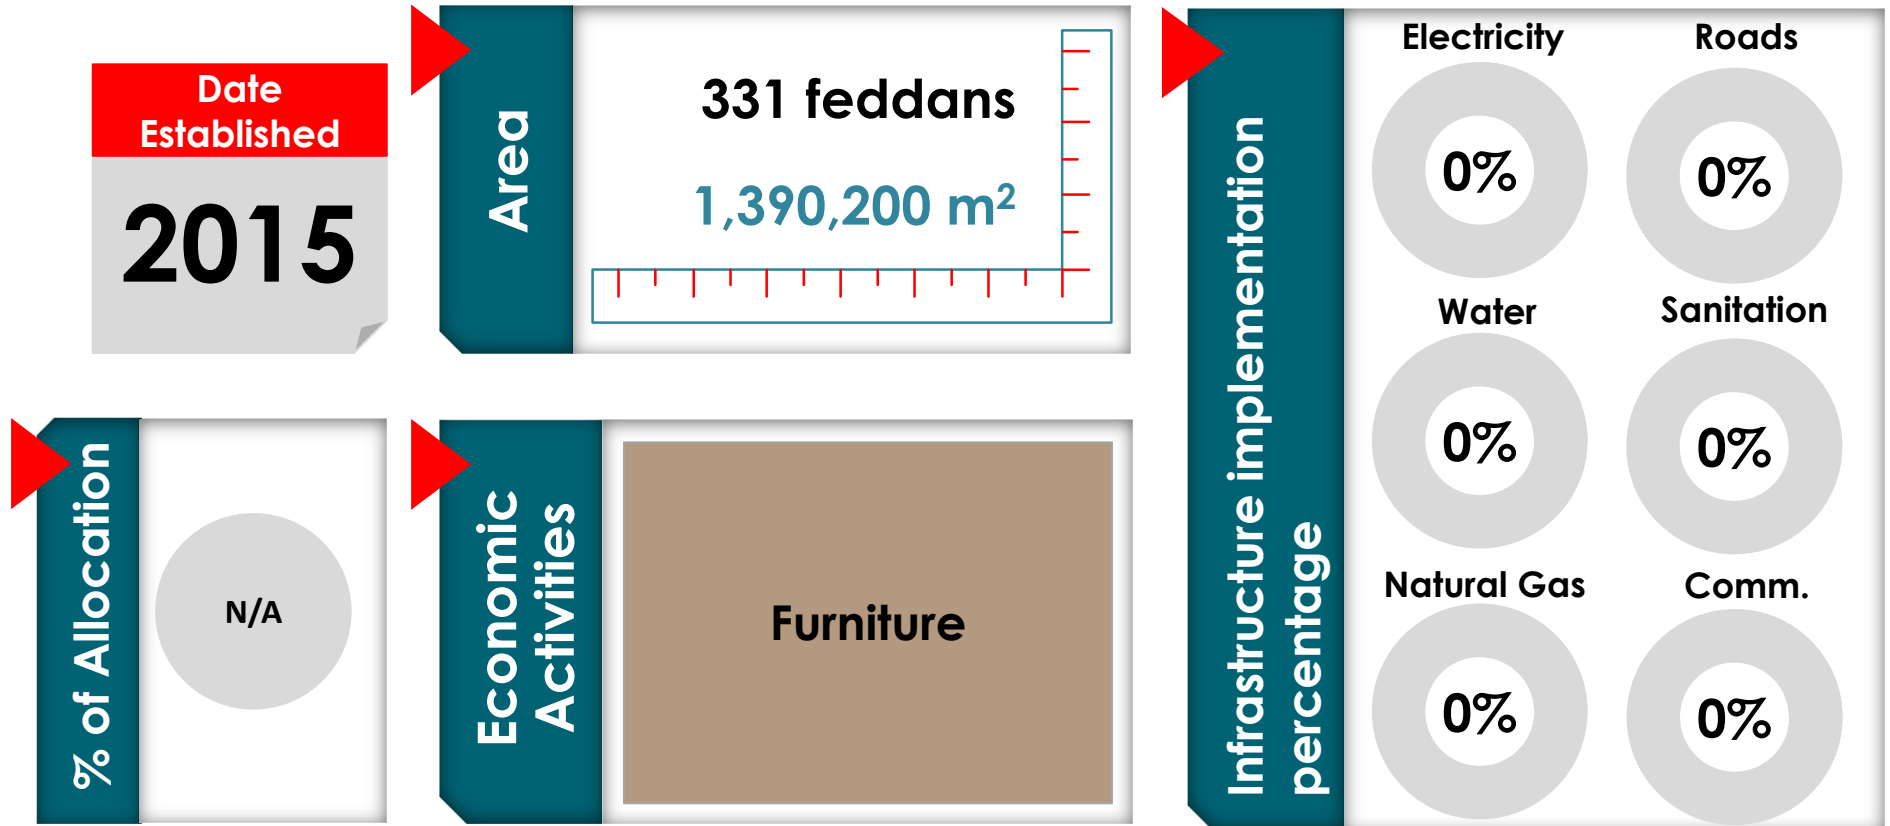 Date
Established
2015
Area
331 feddans
1,390,200 m²
% of Allocation
N/A
Economic
Activities
Furniture
Infrastructure implementation
percentage
Electricity
0%
Roads
0%
Water
0%
Sanitation
0%
Natural Gas
0%
Comm.
0%